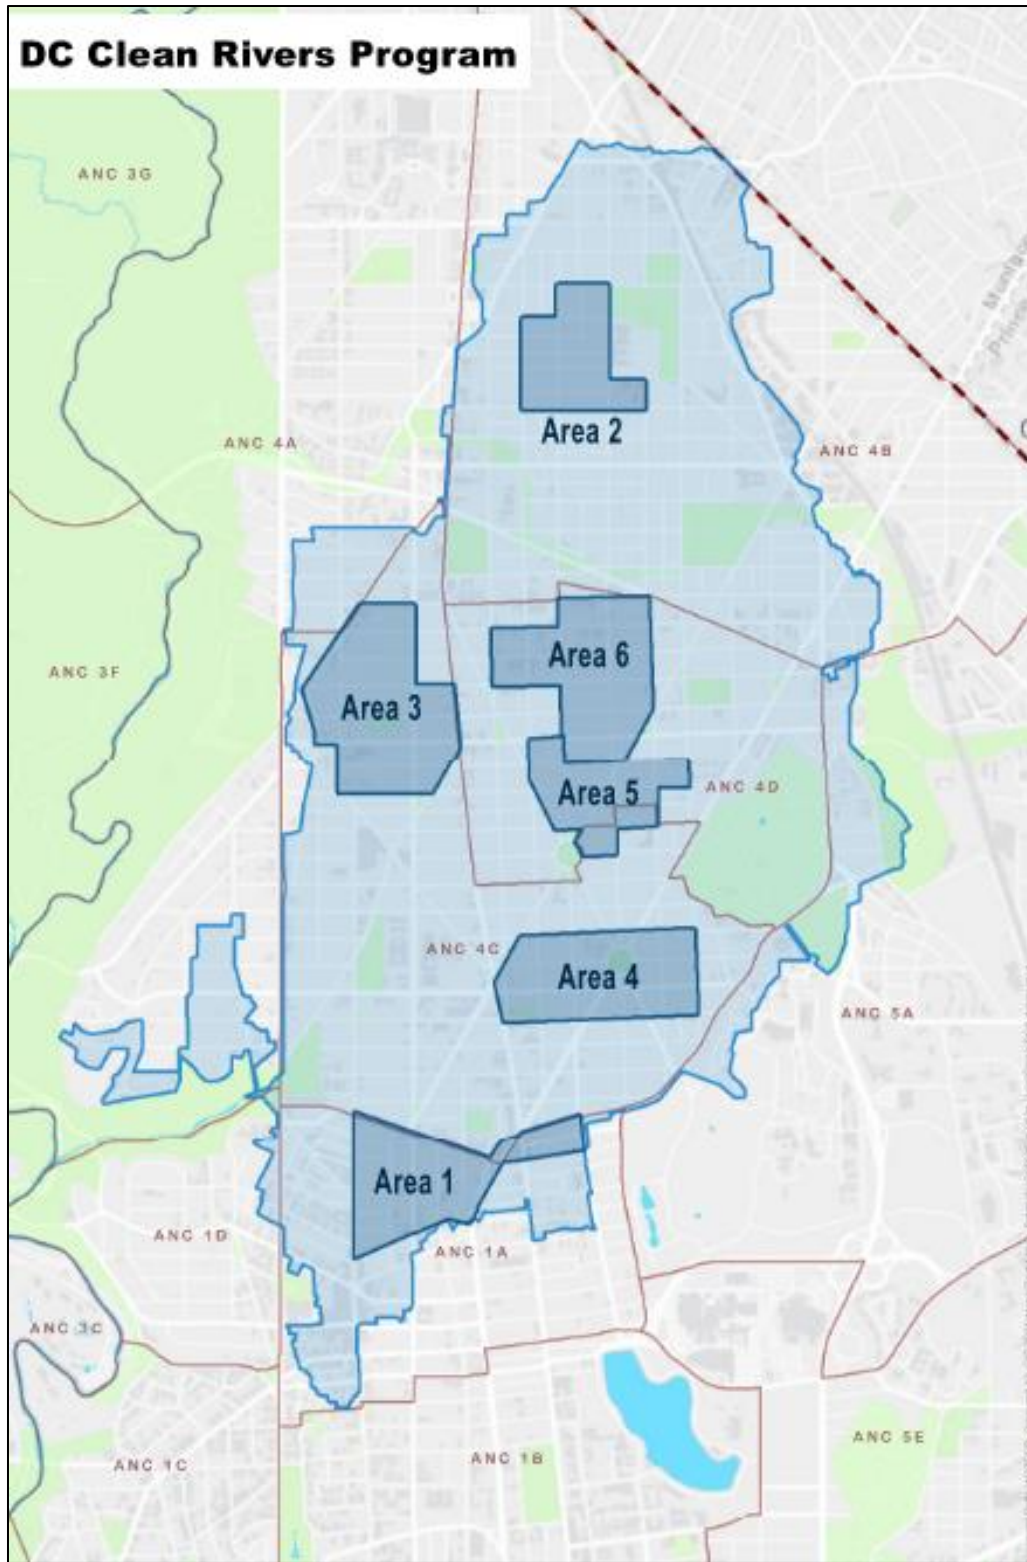 DC Clean Rivers Program
ANC 3G
ANC 4A
Area 2
ANC 4B
Area 6
ANC 3F
Area 3
ANC 4D
Area 5
ANC 4C
Area 4
ANC 5A
Area 1
ANC 1D
ANC 1A
ANC 3C
ANC 5E
ANC 1B
ANC 1C